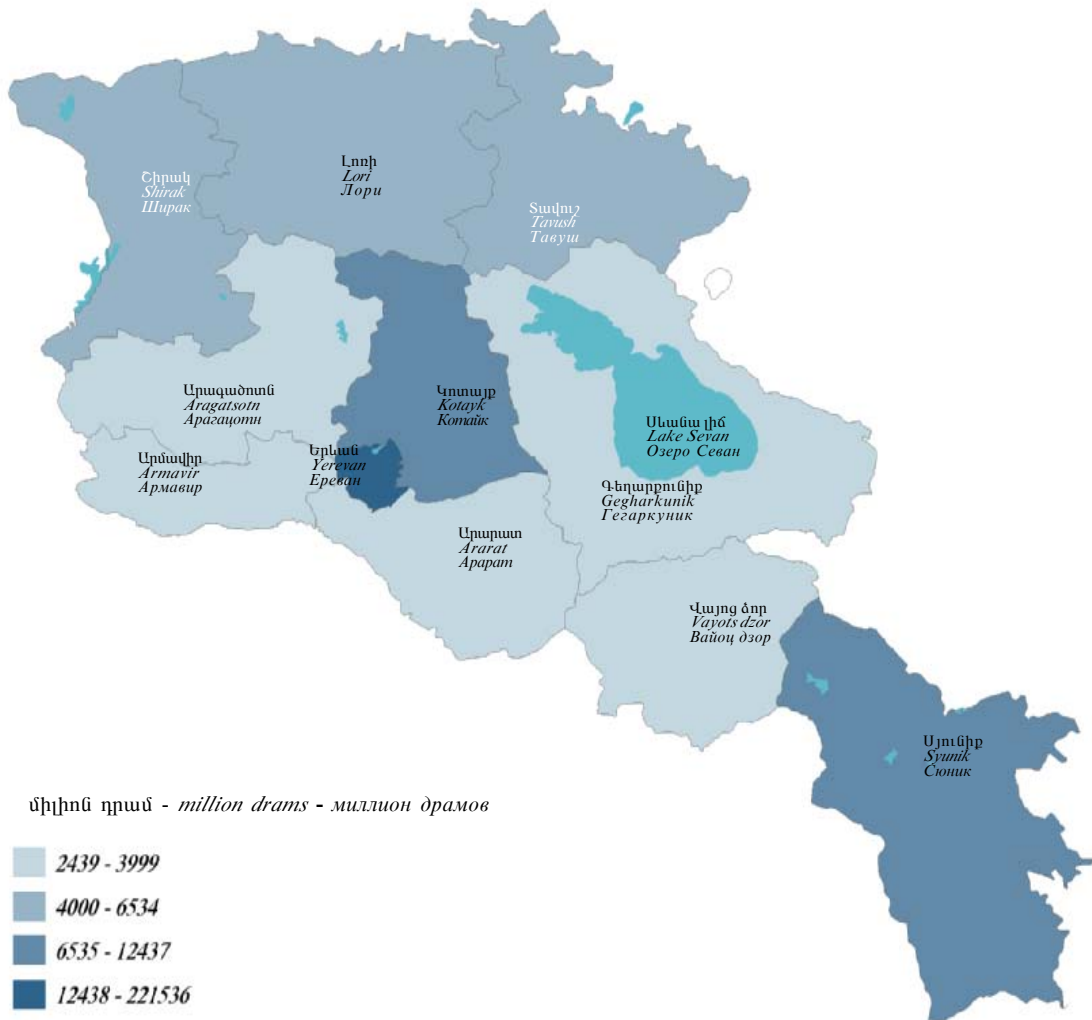 Լոռի
Lori
Лори
Շիրակ
Shirak
Ширак
Տավուշ
Tavush
Тавуш
Արագածոտն
Aragatsotn
Арагацотн
Կոտայք
Kotayk
Котайк
Սևանա լիճ
Lake Sevan
Озеро Севан
Արմավիր
Armavir
Армавир
Երևան
Yerevan
Ереван
Գեղարքունիք
Gegharkunik
Гегаркуник
Արարատ
Ararat
Арарат
Վայոց ձոր
Vayots dzor
Вайоц дзор
Սյունիք
Syunik
Сюник
միլիոն դրամ - million drams - миллион драмов
2439 - 3999
4000 - 6534
6535 - 12437
12438 - 221536